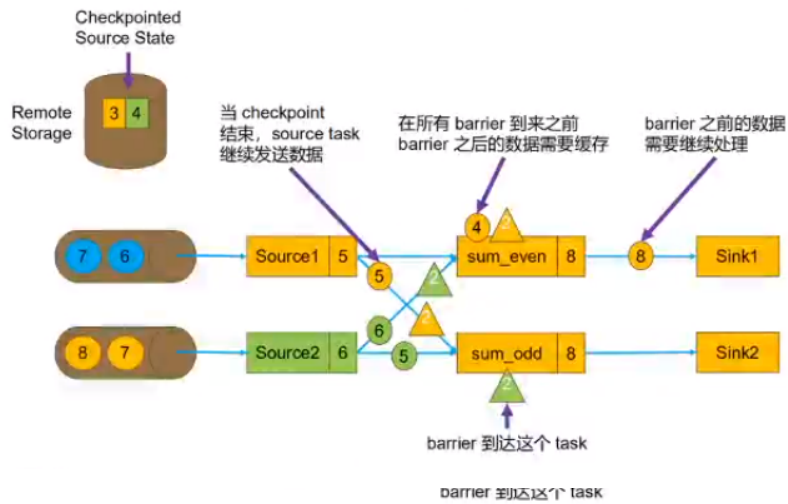 Checkpointed
Source State
Remote
Storage
3 4
当 checkpoint
结束，source task
继续发送数据
在所有 barrier 到来之前
barrier 之后的数据需要缓存
barrier 之前的数据
需要继续处理
4 2
7 6 Source1 5 sum_even 8 8 Sink1
5
2
2
6
8 7 Source2 6 5 sum_odd 8 Sink2
2
barrier 到达这个 task
barrier 到达这个 task